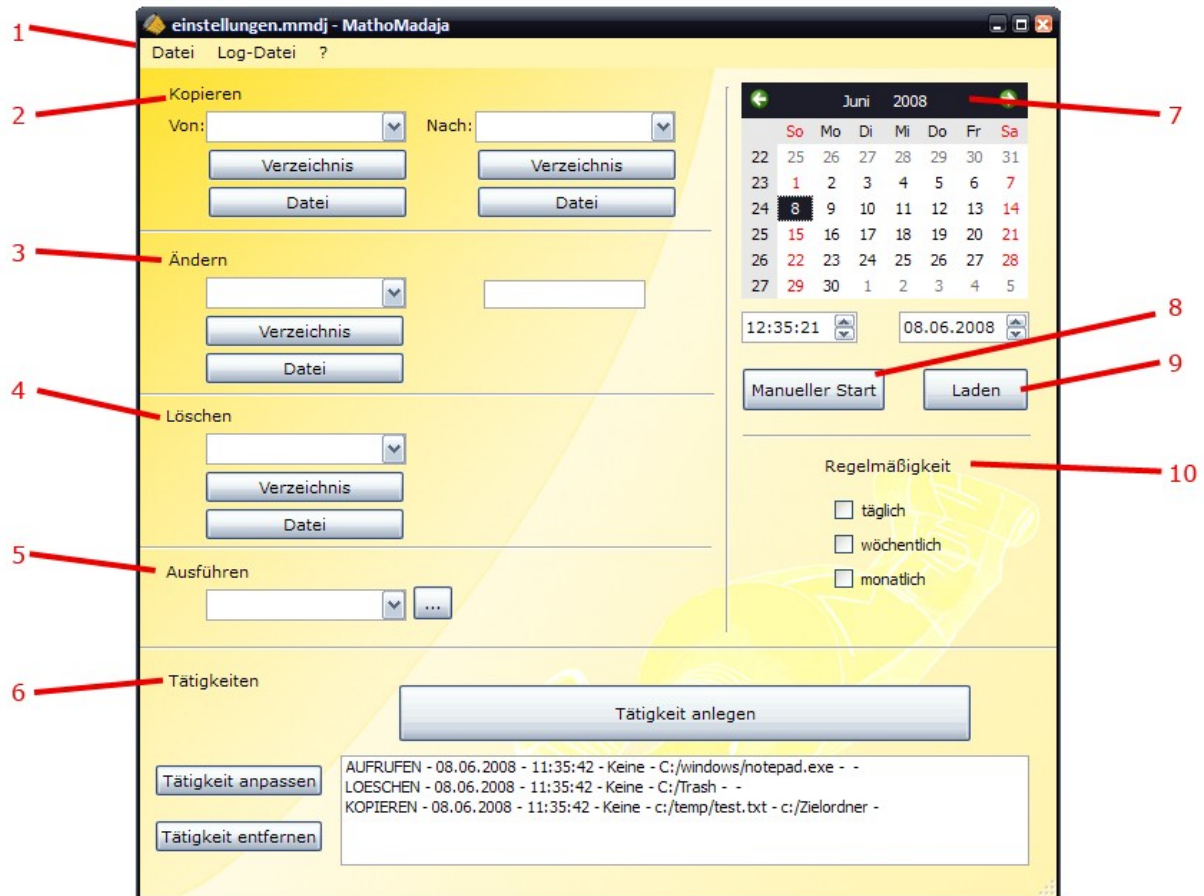 einstellungen.mmdj - MathoMadaja
1
Datei Log-Datei ?
2
Kopieren
Von: Nach:
Verzeichnis Verzeichnis
Datei Datei
3
Ändern
Verzeichnis
Datei
4
Löschen
Verzeichnis
Datei
5
Ausführen
...
Juni 2008
7
So Mo Di Mi Do Fr Sa
22 25 26 27 28 29 30 31
23 1 2 3 4 5 6 7
24 8 9 10 11 12 13 14
25 15 16 17 18 19 20 21
26 22 23 24 25 26 27 28
27 29 30 1 2 3 4 5
12:35:21 08.06.2008
8
Manueller Start Laden
9
Regelmäßigkeit
10
täglich
wöchentlich
monatlich
6
Tätigkeiten
Tätigkeit anlegen
Tätigkeit anpassen
Tätigkeit entfernen
AUFRUFEN - 08.06.2008 - 11:35:42 - Keine - C:/windows/notepad.exe - -
LOESCHEN - 08.06.2008 - 11:35:42 - Keine - C:/Trash - -
KOPIEREN - 08.06.2008 - 11:35:42 - Keine - c:/temp/test.txt - c:/Zielordner -